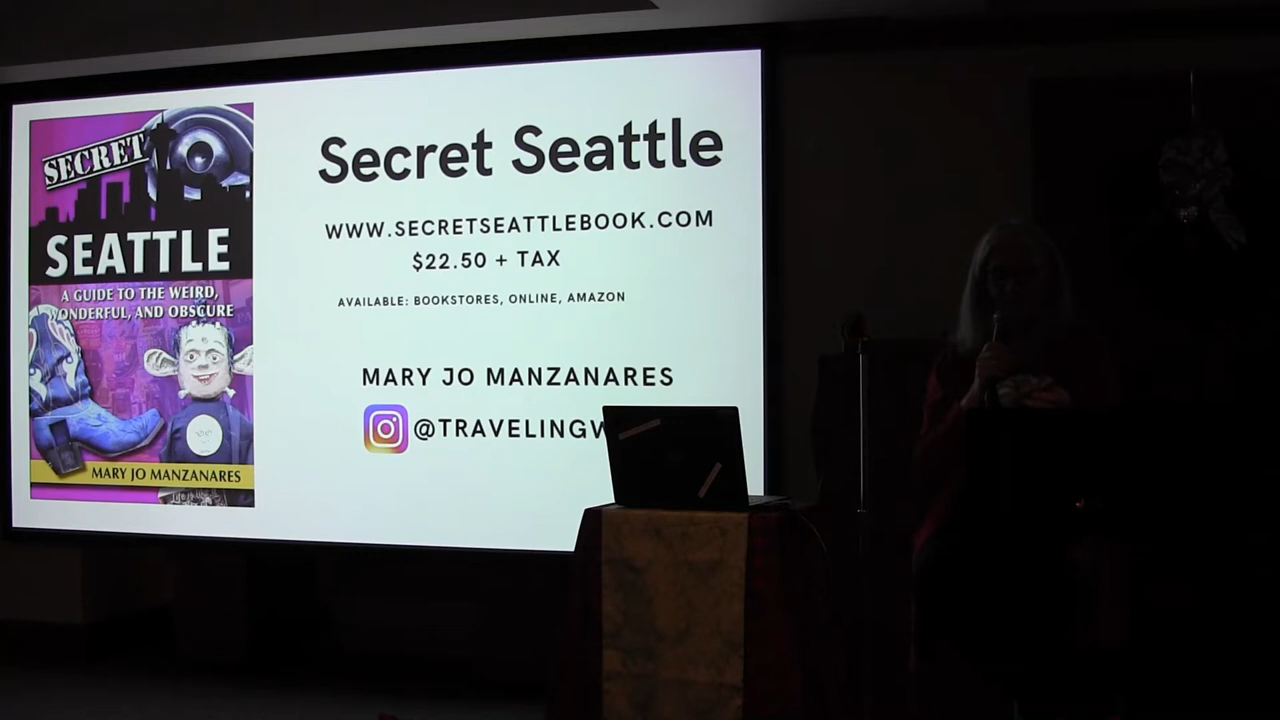 SECRET
SEATTLE
A GUIDE TO THE WEIRD,
WONDERFUL, AND OBSCURE
MARY JO MANZANARES
Secret Seattle
WWW.SECRETSEATTLEBOOK.COM
$22.50 + TAX
AVAILABLE: BOOKSTORES, ONLINE, AMAZON
MARY JO MANZANARES